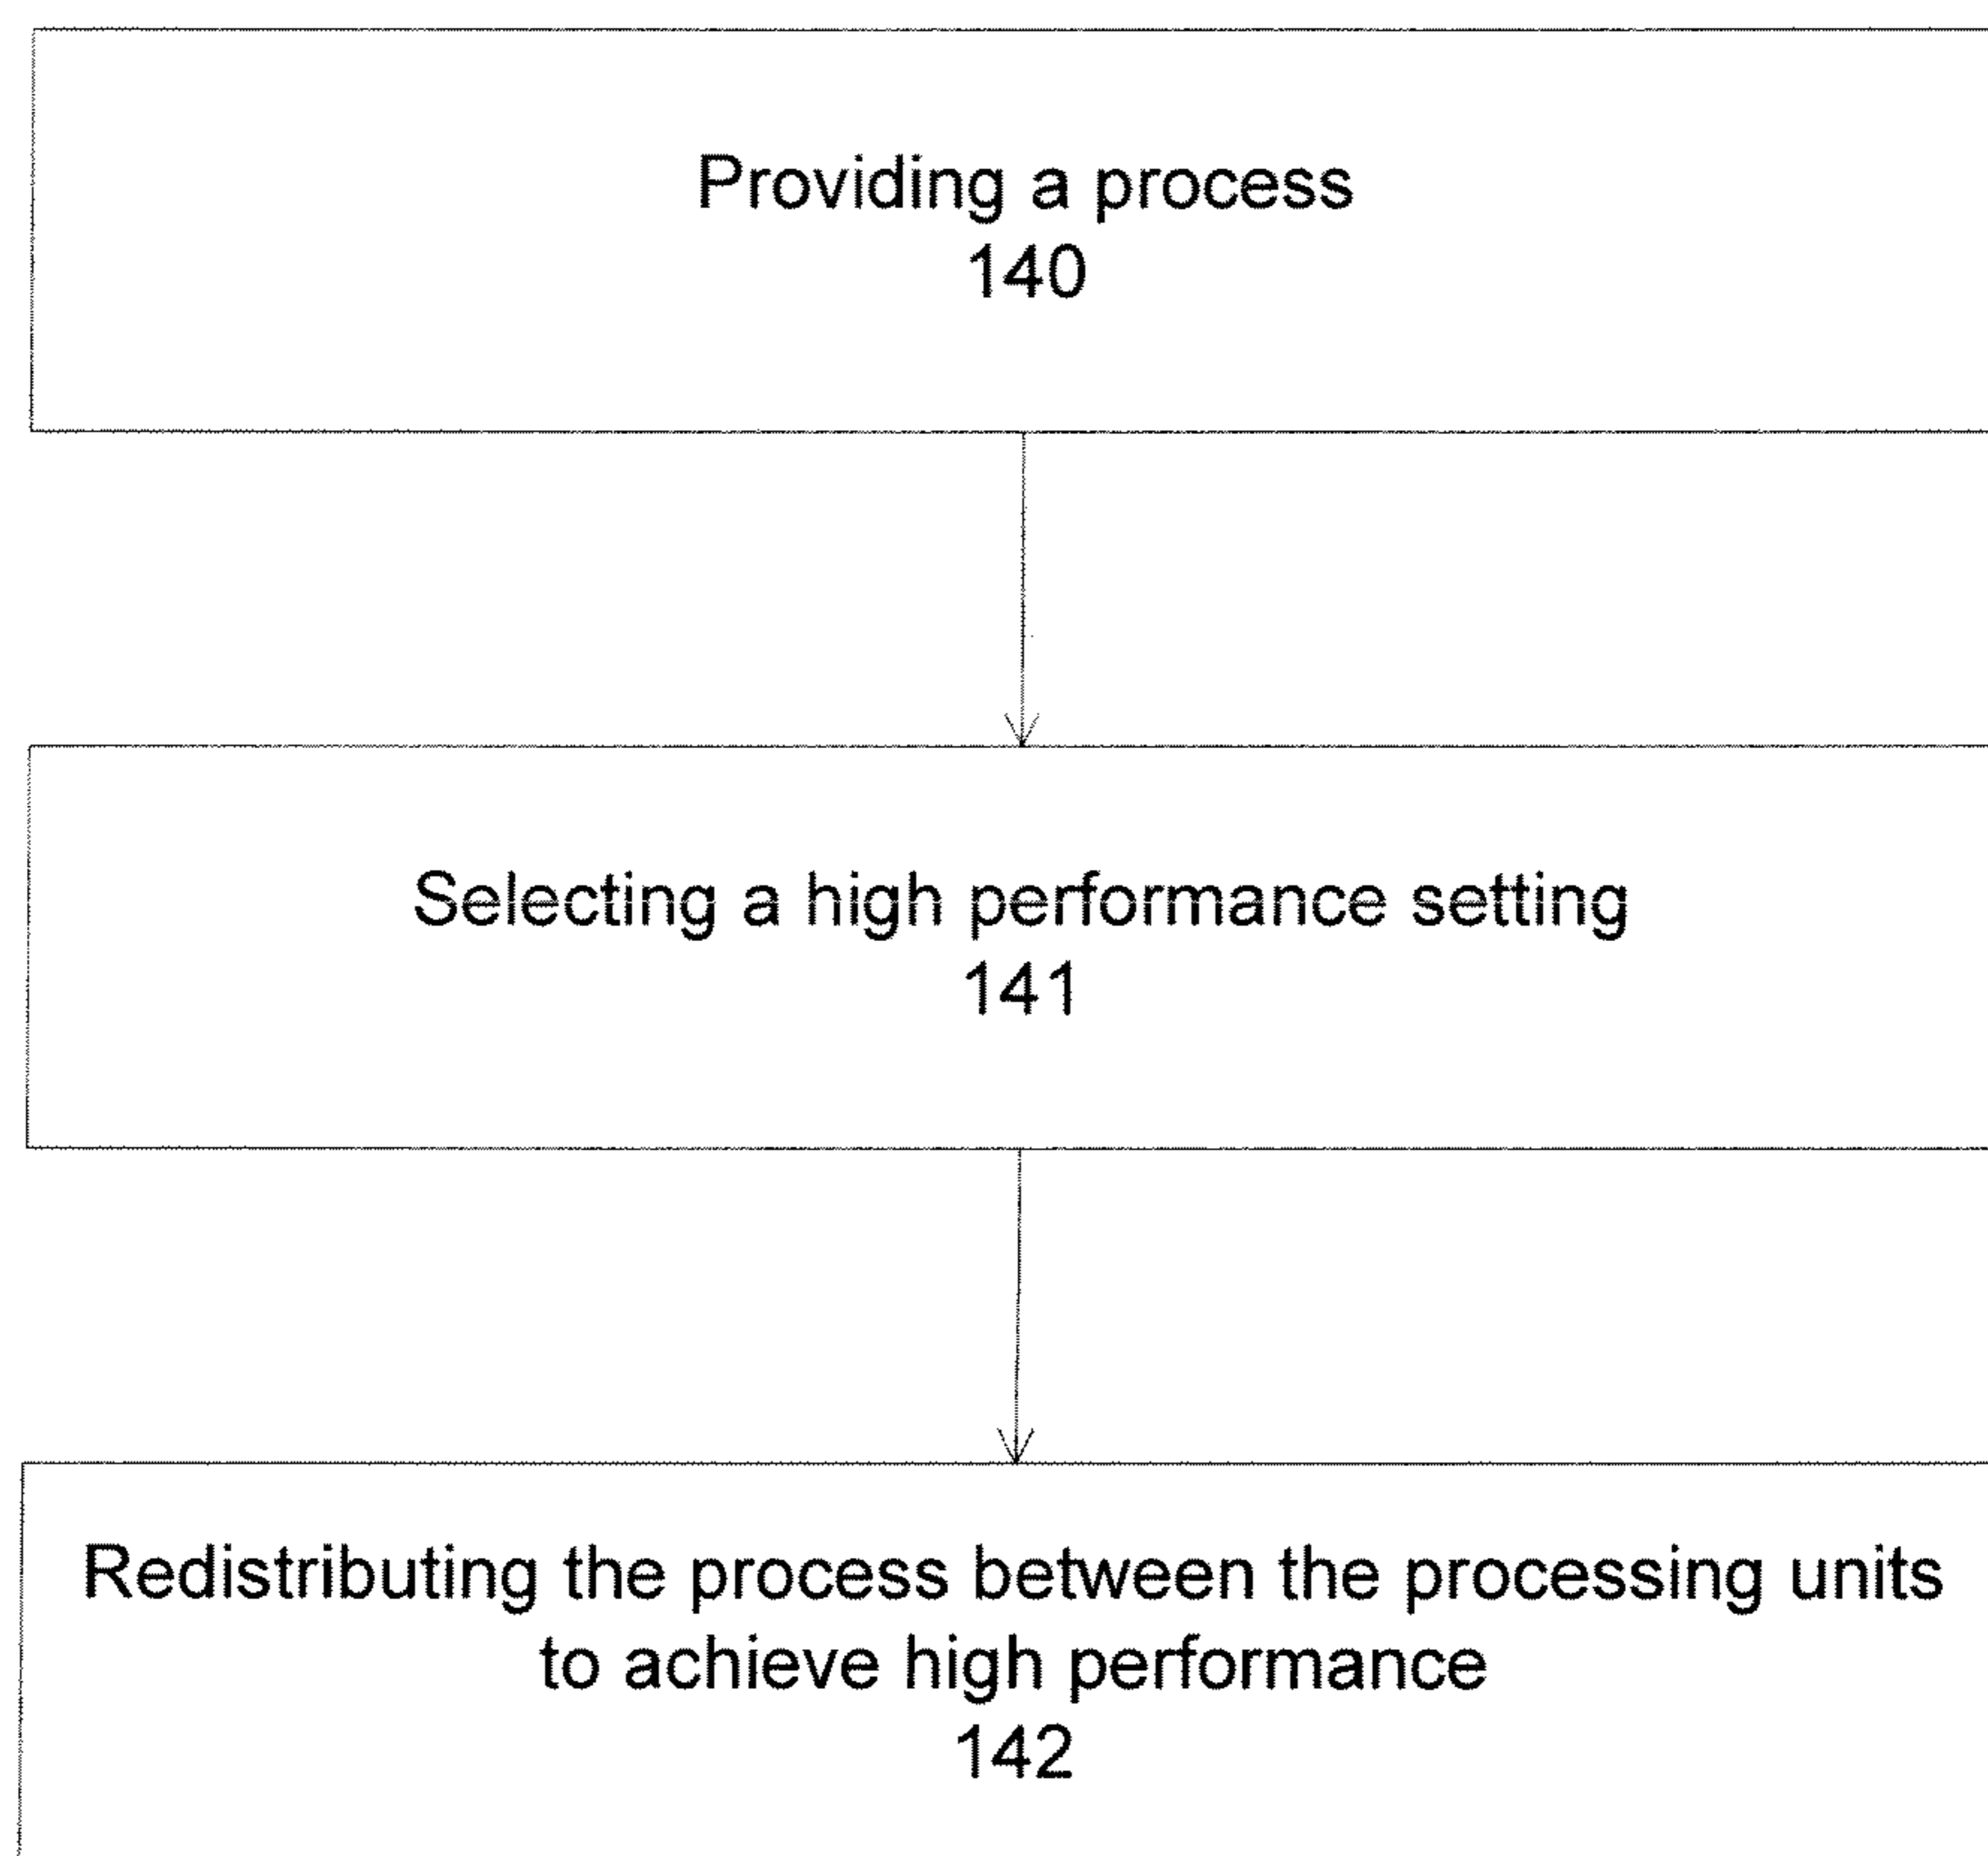 Providing a process
140
Selecting a high performance setting
141
Redistributing the process between the processing units
to achieve high performance
142